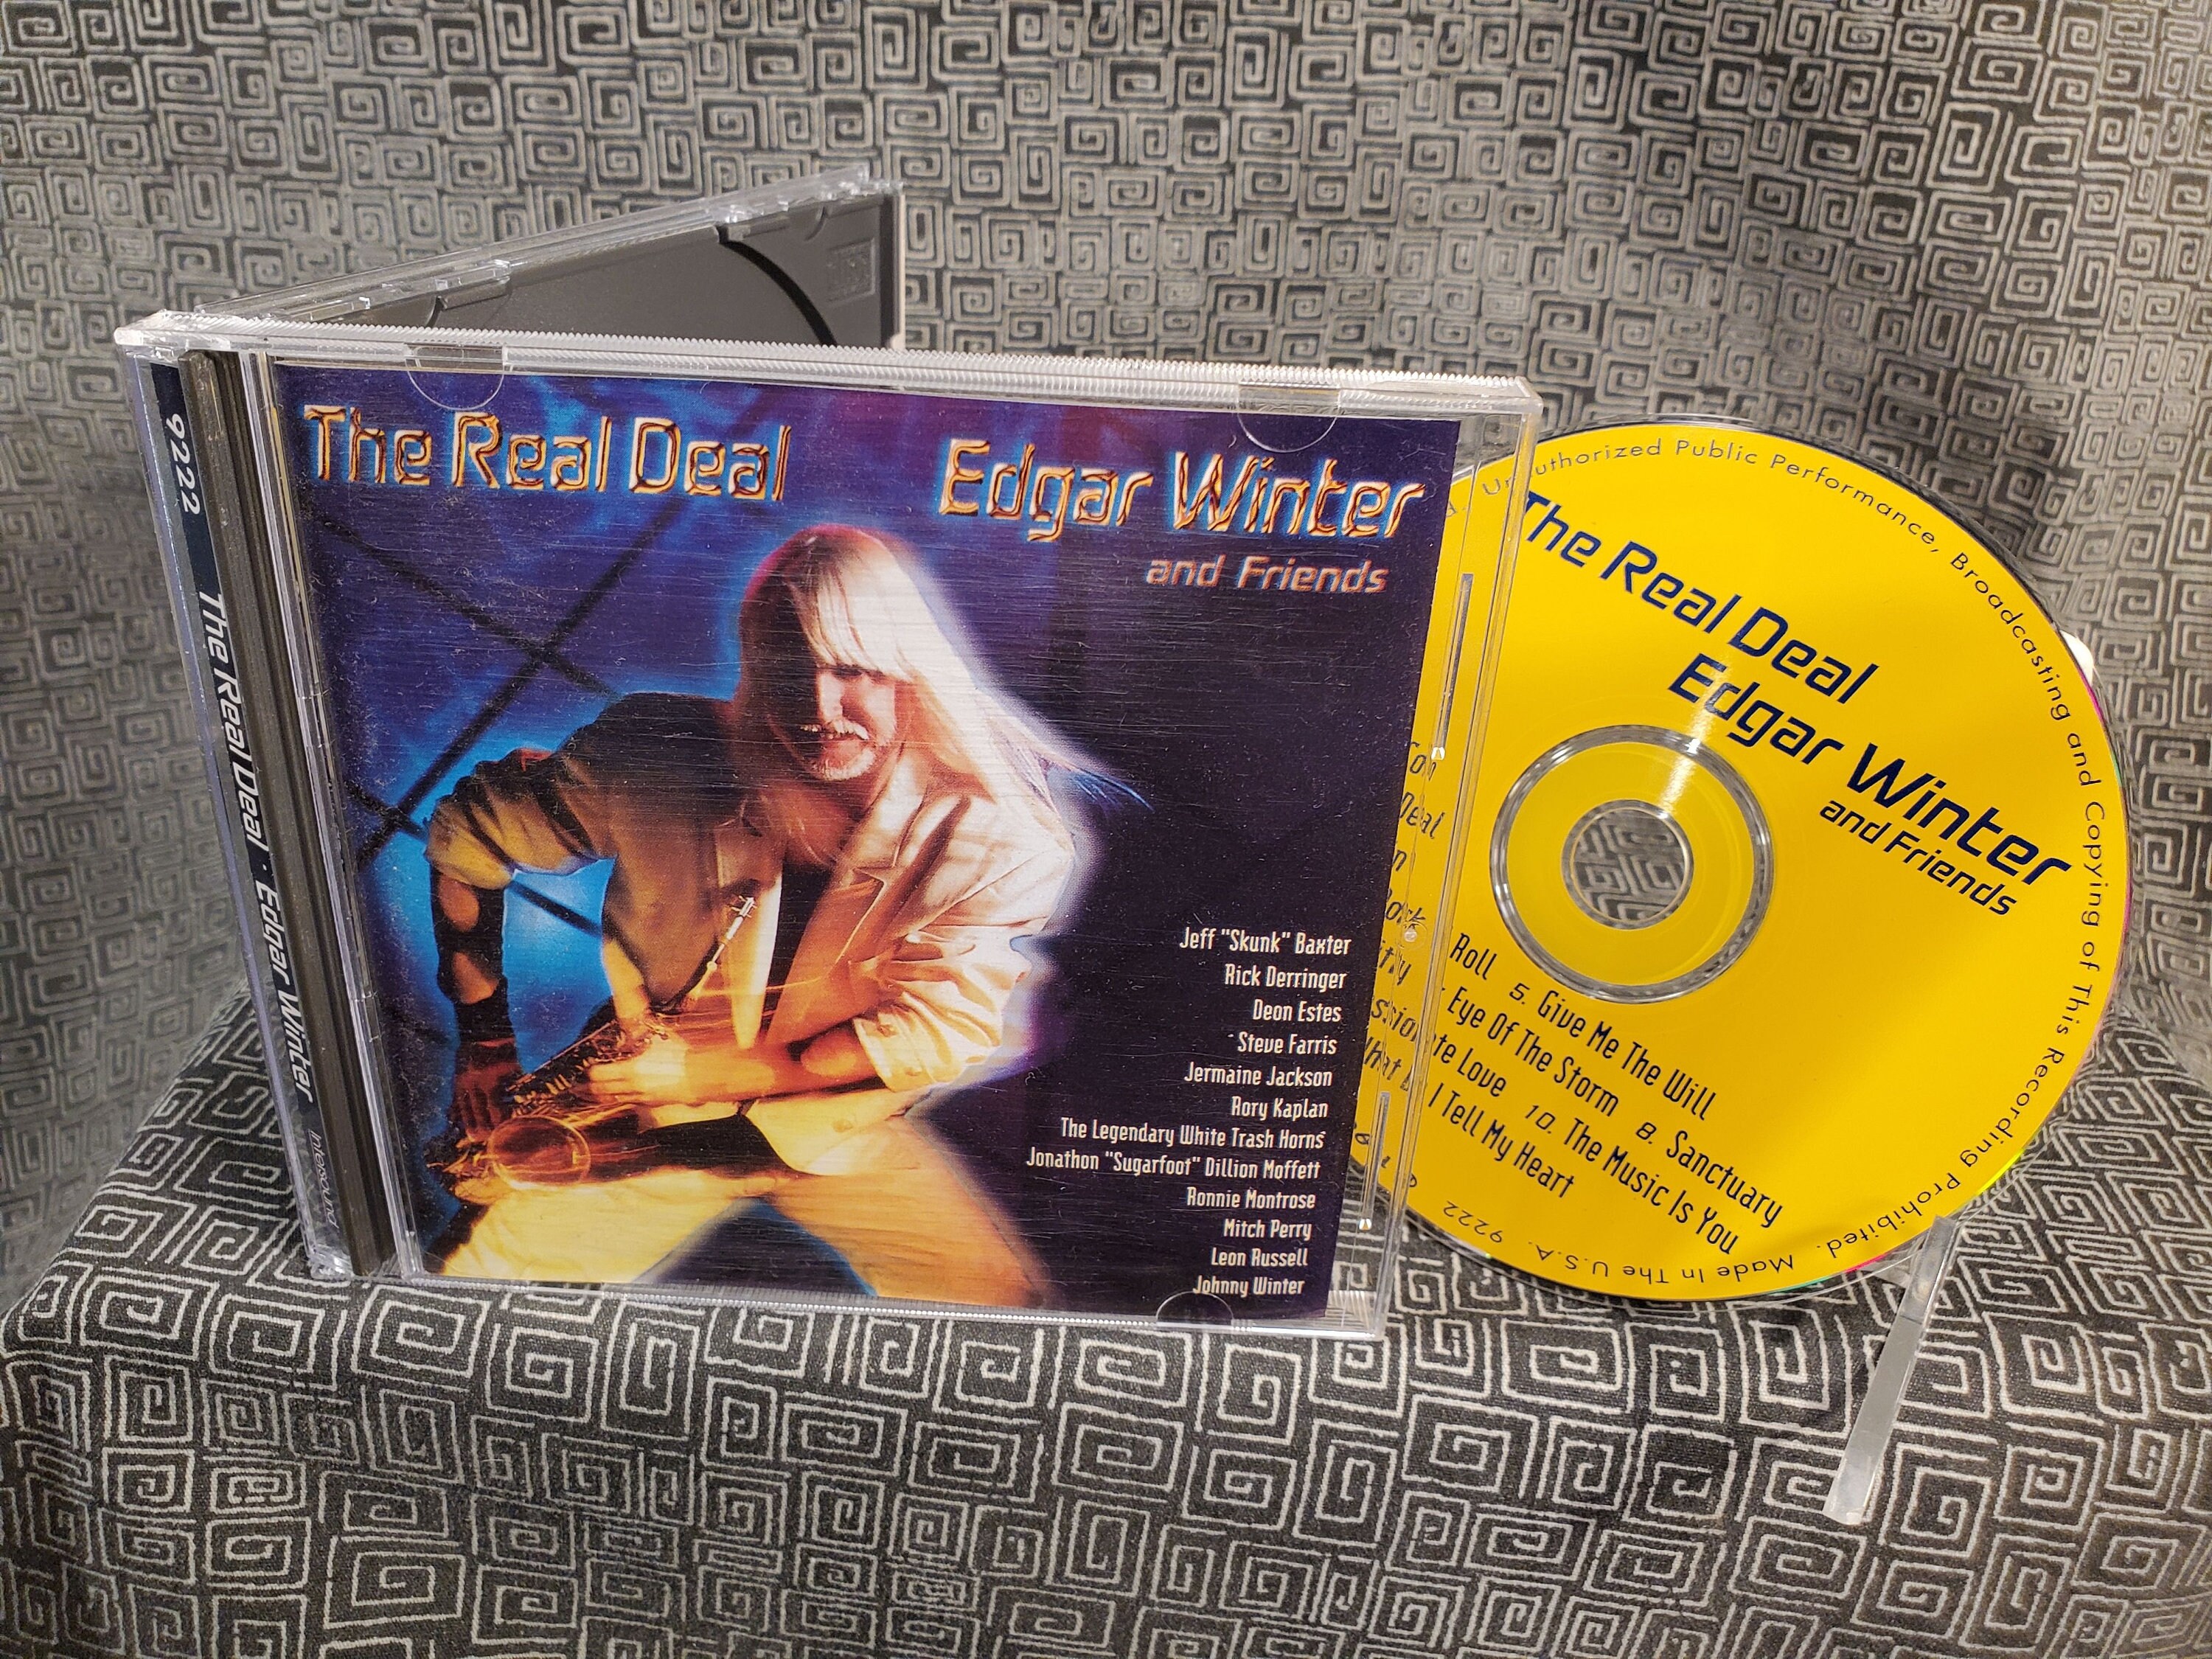 The Real Deal
Edgar Winter
and Friends
Jeff "Skunk" Baxter
Rick Derringer
Deon Estes
Steve Farris
Jermaine Jackson
Rory Kaplan
The Legendary White Trash Horns
Jonathon "Sugarfoot" Dillion Moffett
Ronnie Montrose
Mitch Perry
Leon Russell
Johnny Winter
9222 The Real Deal · Edgar Winter Intersound
Unauthorized Public Performance, Broadcasting and Copying of This Recording Prohibited. Made In The U.S.A. 9222
The Real Deal
Edgar Winter
and Friends
Deal
Roll 5. Give Me The Will
Eye Of The Storm 8. Sanctuary
Love 10. The Music Is You
I Tell My Heart